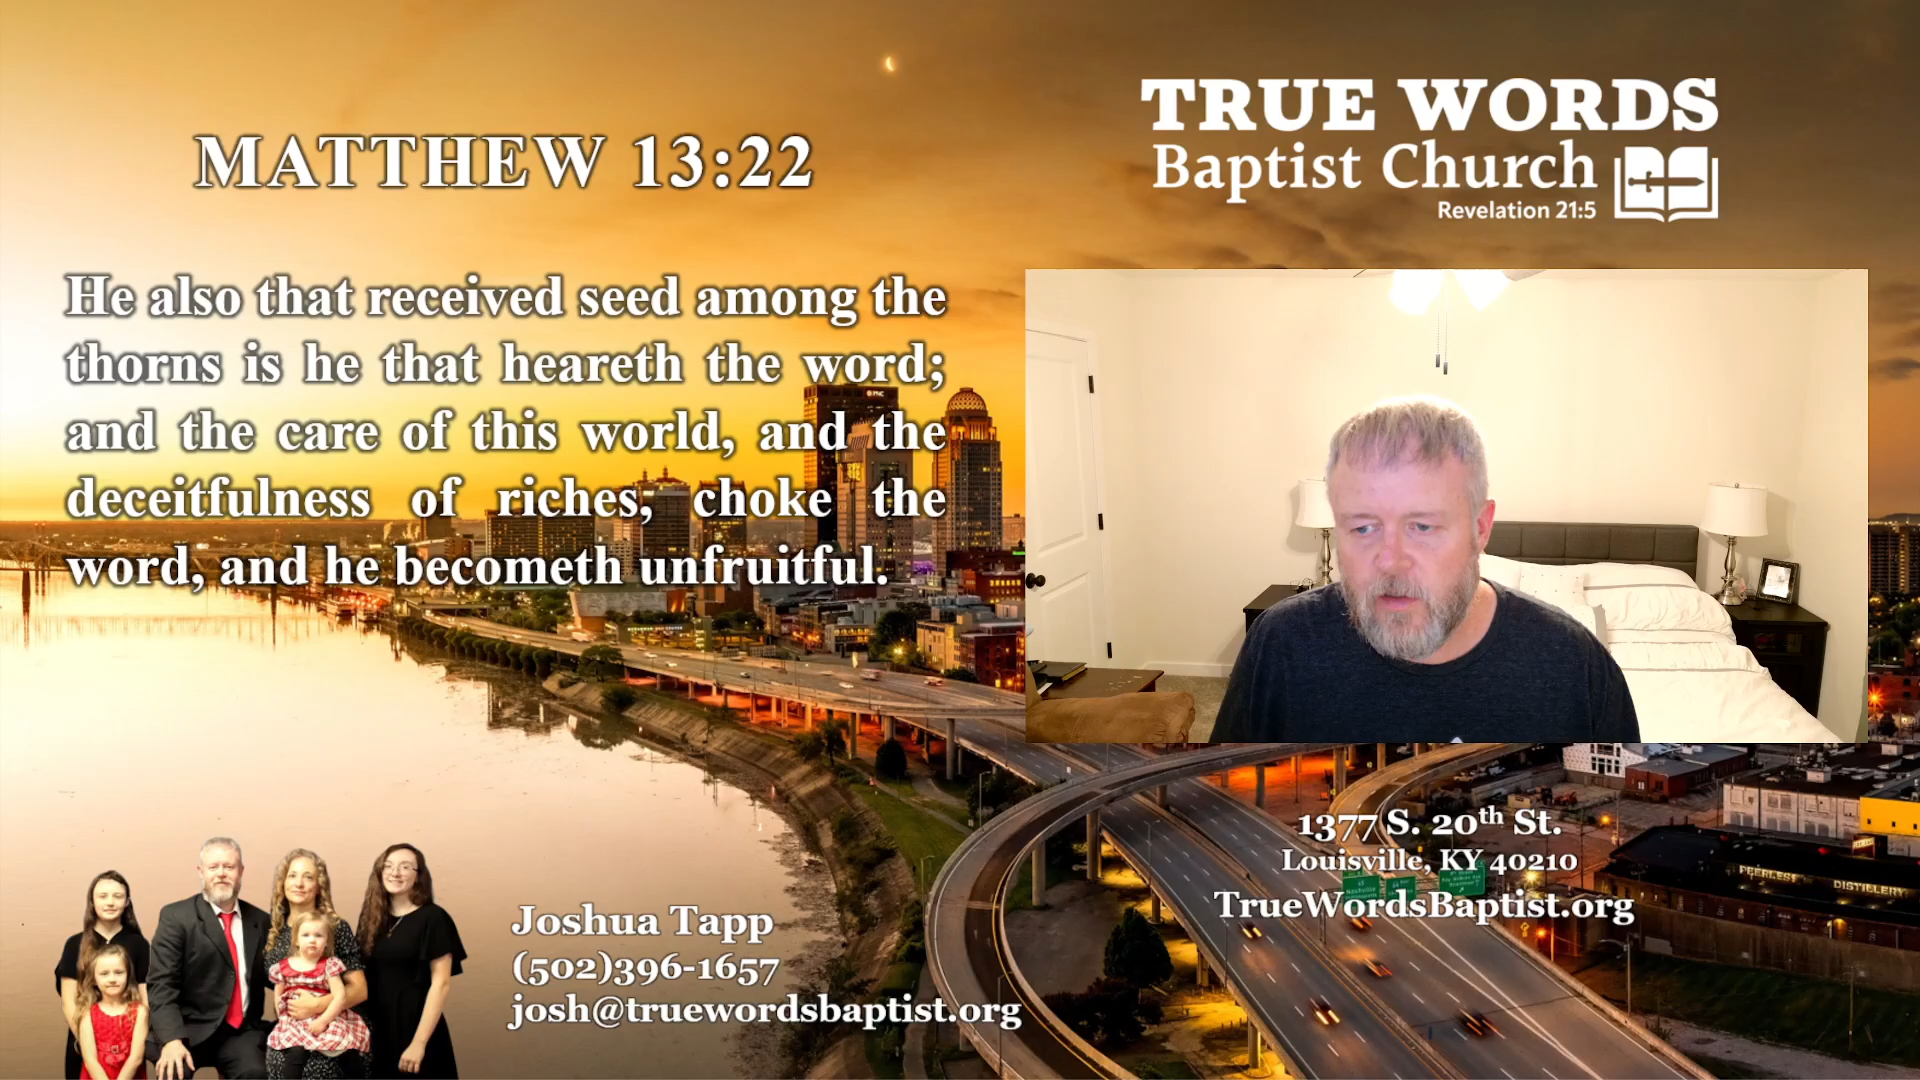 MATTHEW 13:22
He also that received seed among the
thorns is he that heareth the word;
and the care of this world, and the
deceitfulness of riches, choke the
word, and he becometh unfruitful.
TRUE WORDS
Baptist Church
Revelation 21:5
1377 S. 20th St.
Louisville, KY 40210
TrueWordsBaptist.org
PEERLESS DISTILLERY
Joshua Tapp
(502)396-1657
josh@truewordsbaptist.org